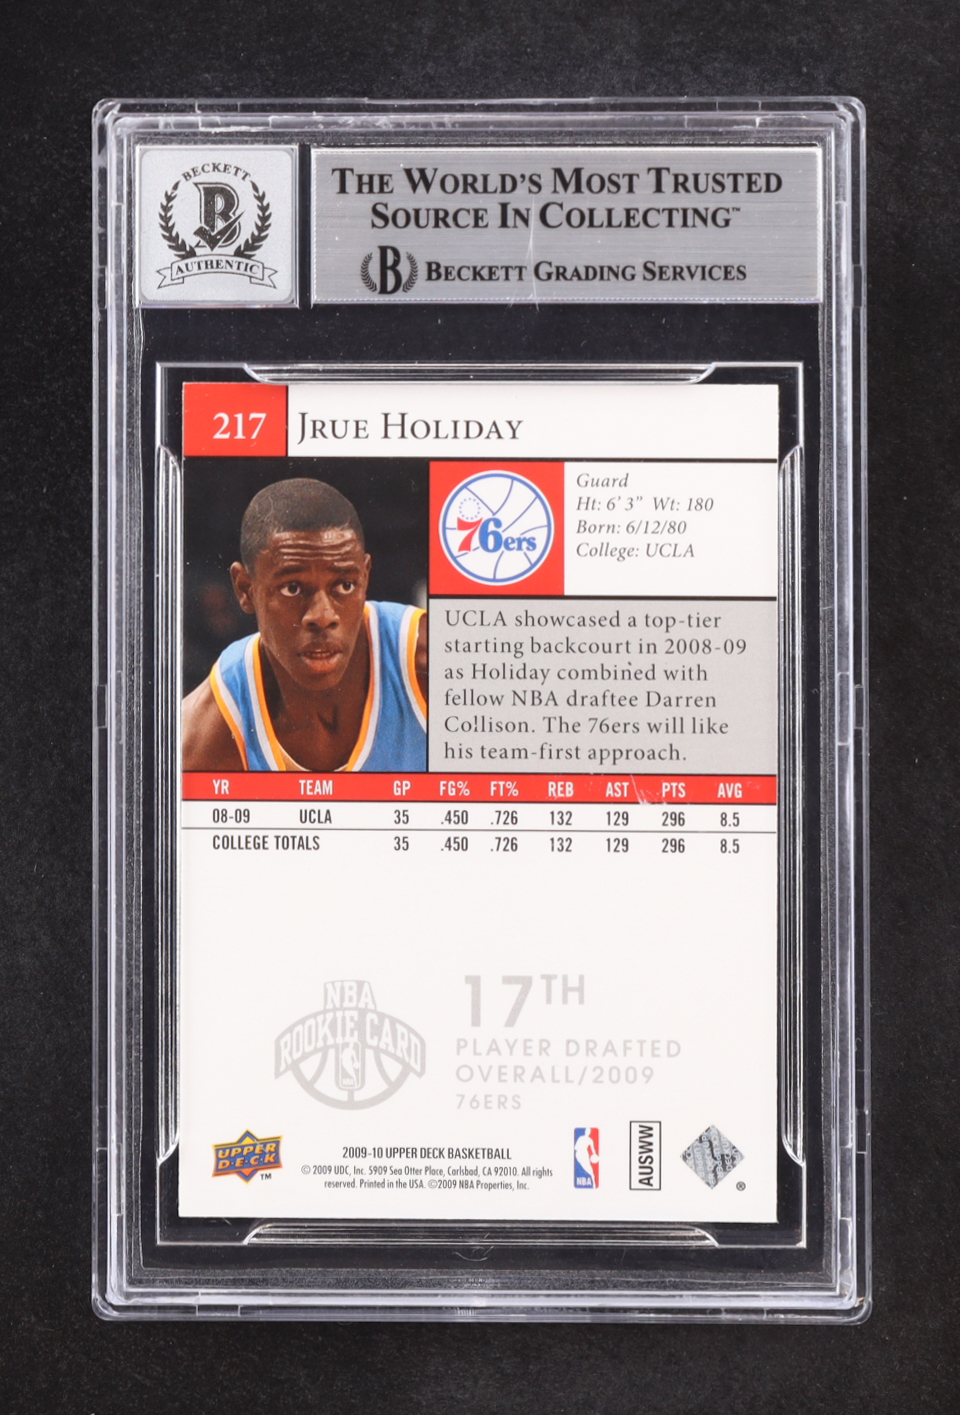 BECKETT
B
AUTHENTIC
THE WORLD'S MOST TRUSTED
SOURCE IN COLLECTING™
B BECKETT GRADING SERVICES
217 JRUE HOLIDAY
76ers
Guard
Ht: 6' 3" Wt: 180
Born: 6/12/80
College: UCLA
UCLA showcased a top-tier
starting backcourt in 2008-09
as Holiday combined with
fellow NBA draftee Darren
Collison. The 76ers will like
his team-first approach.
YR TEAM GP FG% FT% REB AST PTS AVG
08-09 UCLA 35 .450 .726 132 129 296 8.5
COLLEGE TOTALS 35 .450 .726 132 129 296 8.5
NBA
ROOKIE CARD
17TH
PLAYER DRAFTED
OVERALL/2009
76ERS
UPPER
DECK
™
2009-10 UPPER DECK BASKETBALL
© 2009 UDC, Inc. 5909 Sea Otter Place, Carlsbad, CA 92010. All rights
reserved. Printed in the USA. ©2009 NBA Properties, Inc.
NBA
AUSWW
®